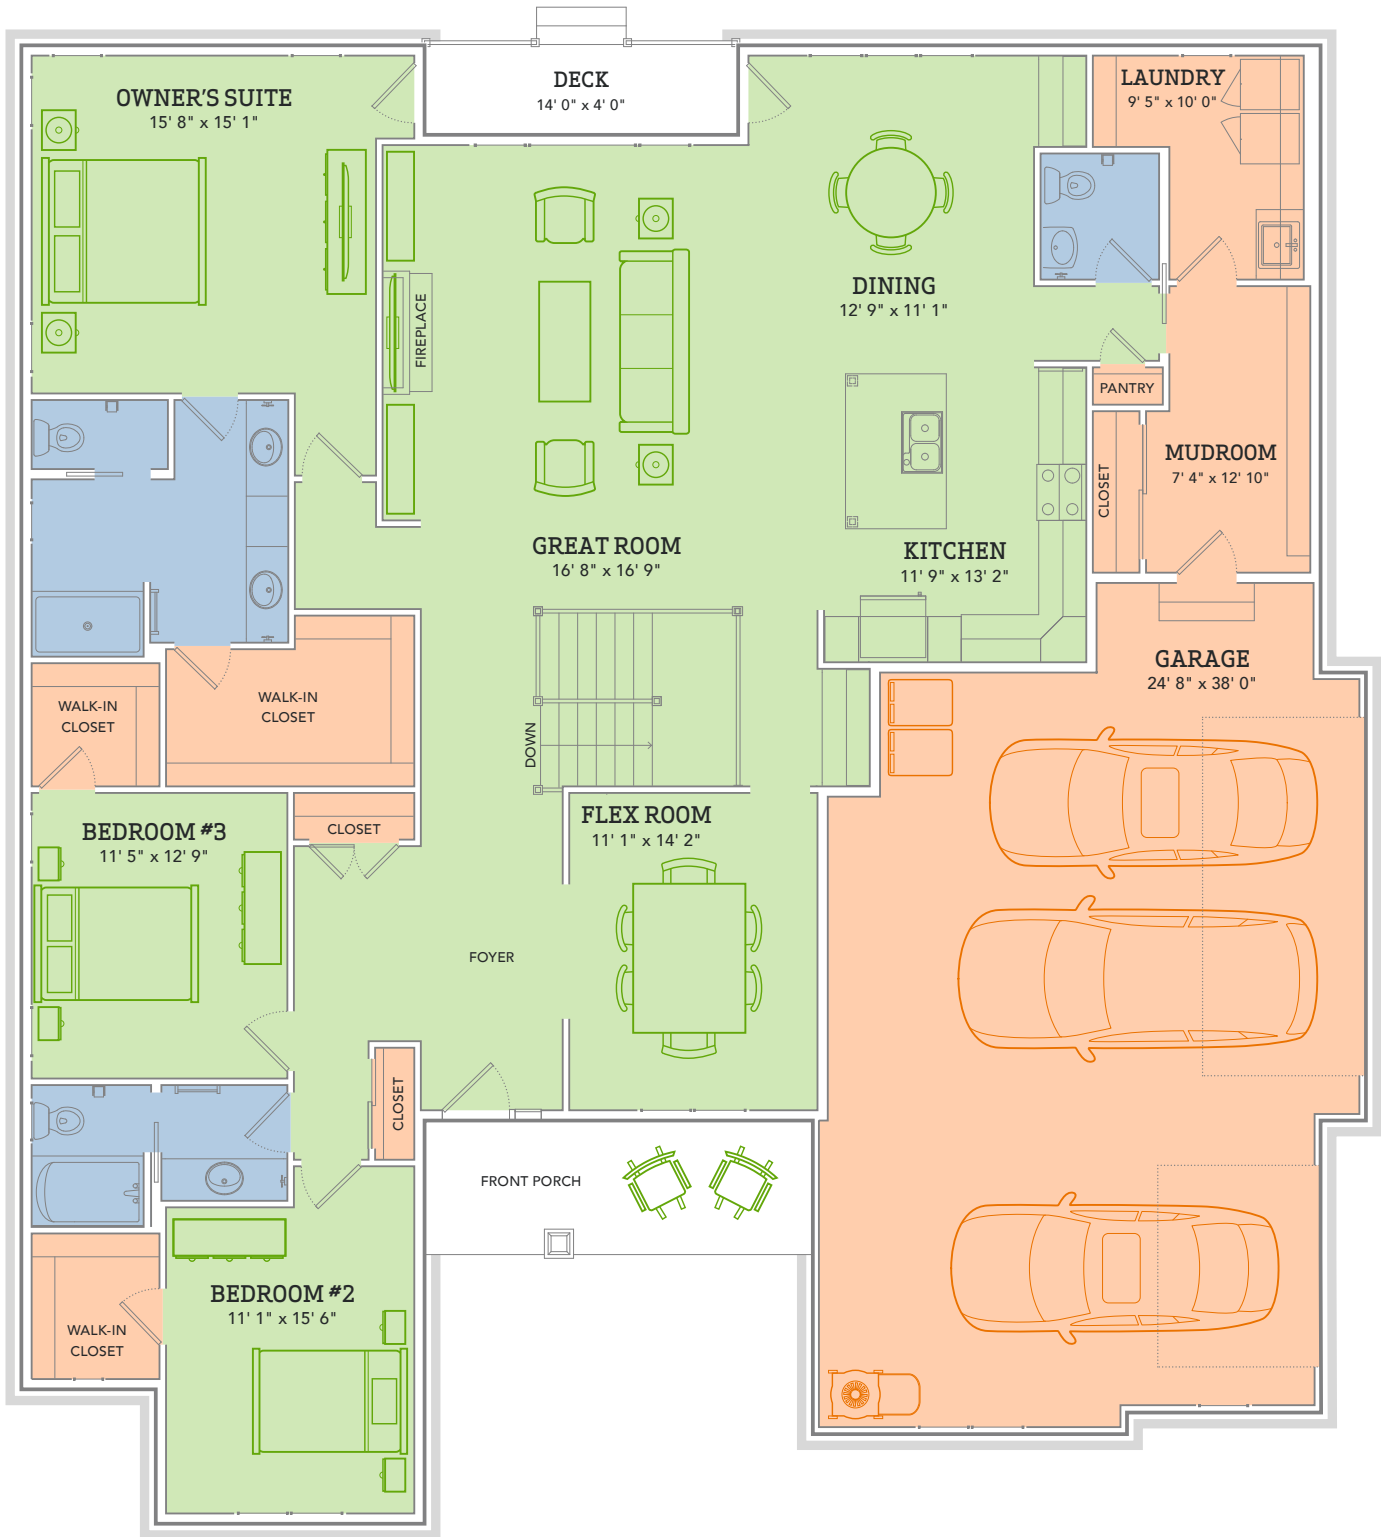 DECK
14' 0" x 4' 0"
LAUNDRY
9' 5" x 10' 0"
OWNER'S SUITE
15' 8" x 15' 1"
DINING
12' 9" x 11' 1"
FIREPLACE
PANTRY
MUDROOM
7' 4" x 12' 10"
CLOSET
GREAT ROOM
16' 8" x 16' 9"
KITCHEN
11' 9" x 13' 2"
GARAGE
24' 8" x 38' 0"
WALK-IN
CLOSET
WALK-IN
CLOSET
DOWN
FLEX ROOM
11' 1" x 14' 2"
BEDROOM #3
11' 5" x 12' 9"
CLOSET
FOYER
CLOSET
FRONT PORCH
BEDROOM #2
11' 1" x 15' 6"
WALK-IN
CLOSET